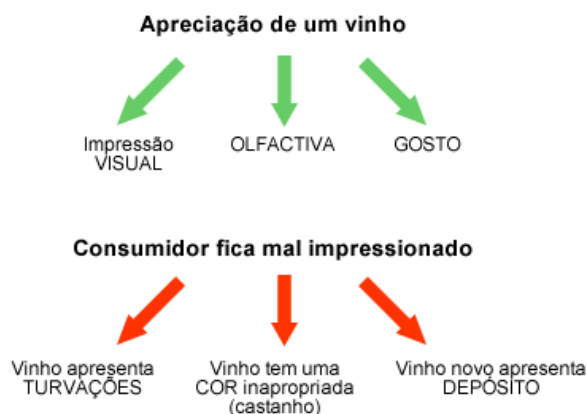 Apreciação de um vinho
Impressão
VISUAL
OLFACTIVA
GOSTO
Consumidor fica mal impressionado
Vinho apresenta
TURVAÇÕES
Vinho tem uma
COR inapropriada
(castanho)
Vinho novo apresenta
DEPÓSITO